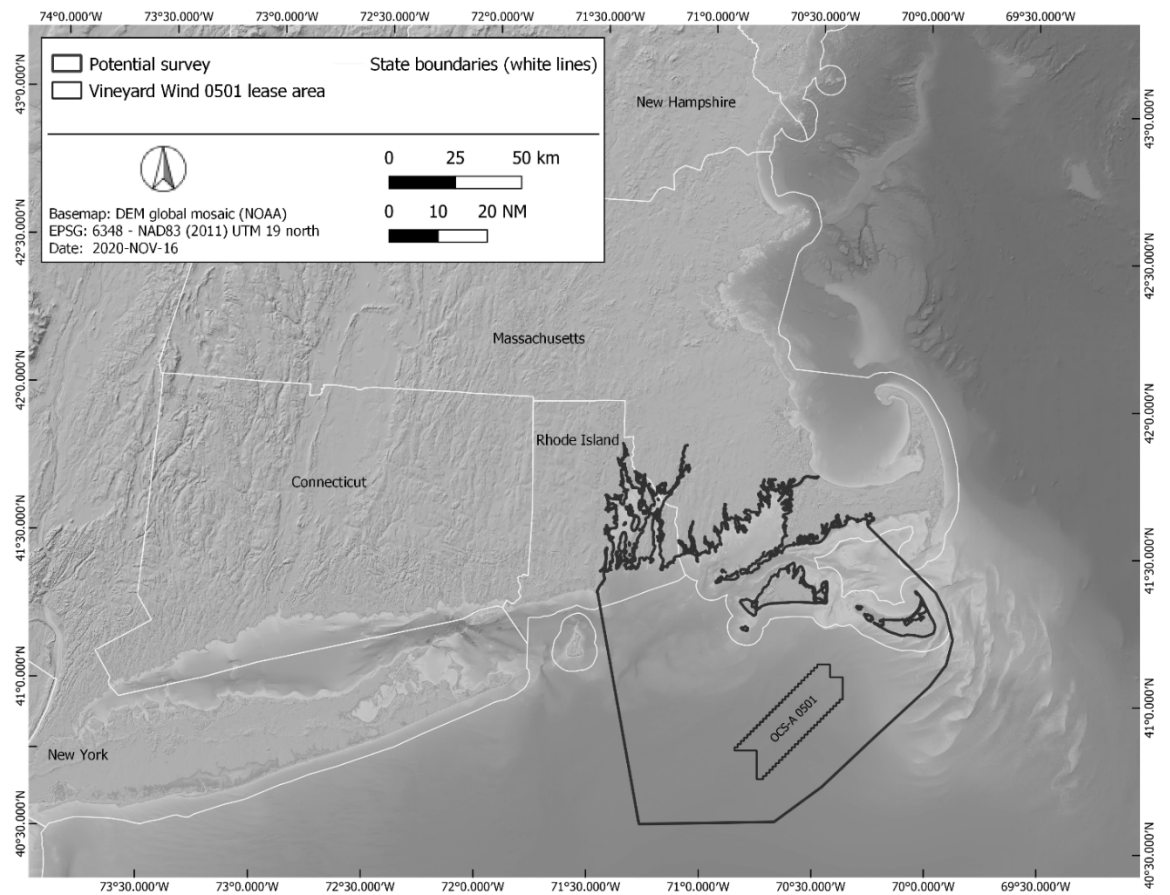 74°0.000'W 73°30.000'W 73°0.000'W 72°30.000'W 72°0.000'W 71°30.000'W 71°0.000'W 70°30.000'W 70°0.000'W 69°30.000'W
Potential survey
State boundaries (white lines)
Vineyard Wind 0501 lease area
0 25 50 km
0 10 20 NM
Basemap: DEM global mosaic (NOAA)
EPSG: 6348 - NAD83 (2011) UTM 19 north
Date: 2020-NOV-16
43°0.000'N
42°30.000'N
42°0.000'N
41°30.000'N
41°0.000'N
40°30.000'N
New Hampshire
Massachusetts
Rhode Island
Connecticut
New York
OCS-A 0501
43°0.000'N
42°30.000'N
42°0.000'N
41°30.000'N
41°0.000'N
40°30.000'N
73°30.000'W 73°0.000'W 72°30.000'W 72°0.000'W 71°30.000'W 71°0.000'W 70°30.000'W 70°0.000'W